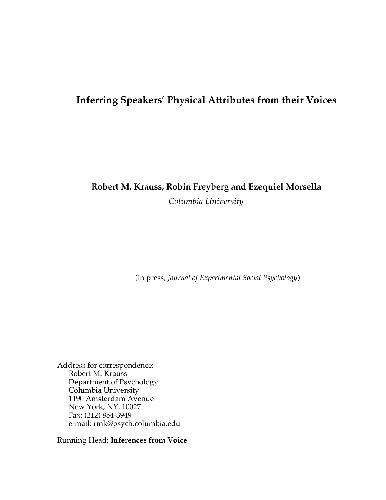 Inferring Speakers' Physical Attributes from their Voices
Robert M. Krauss, Robin Freyberg and Ezequiel Morsella
Columbia University
(in press, Journal of Experimental Social Psychology)
Address for correspondence:
Robert M. Krauss
Department of Psychology
Columbia University
1190 Amsterdam Avenue
New York, NY. 10027
Fax: (212) 854-3949
e-mail: rmk@psych.columbia.edu
Running Head: Inferences from Voice